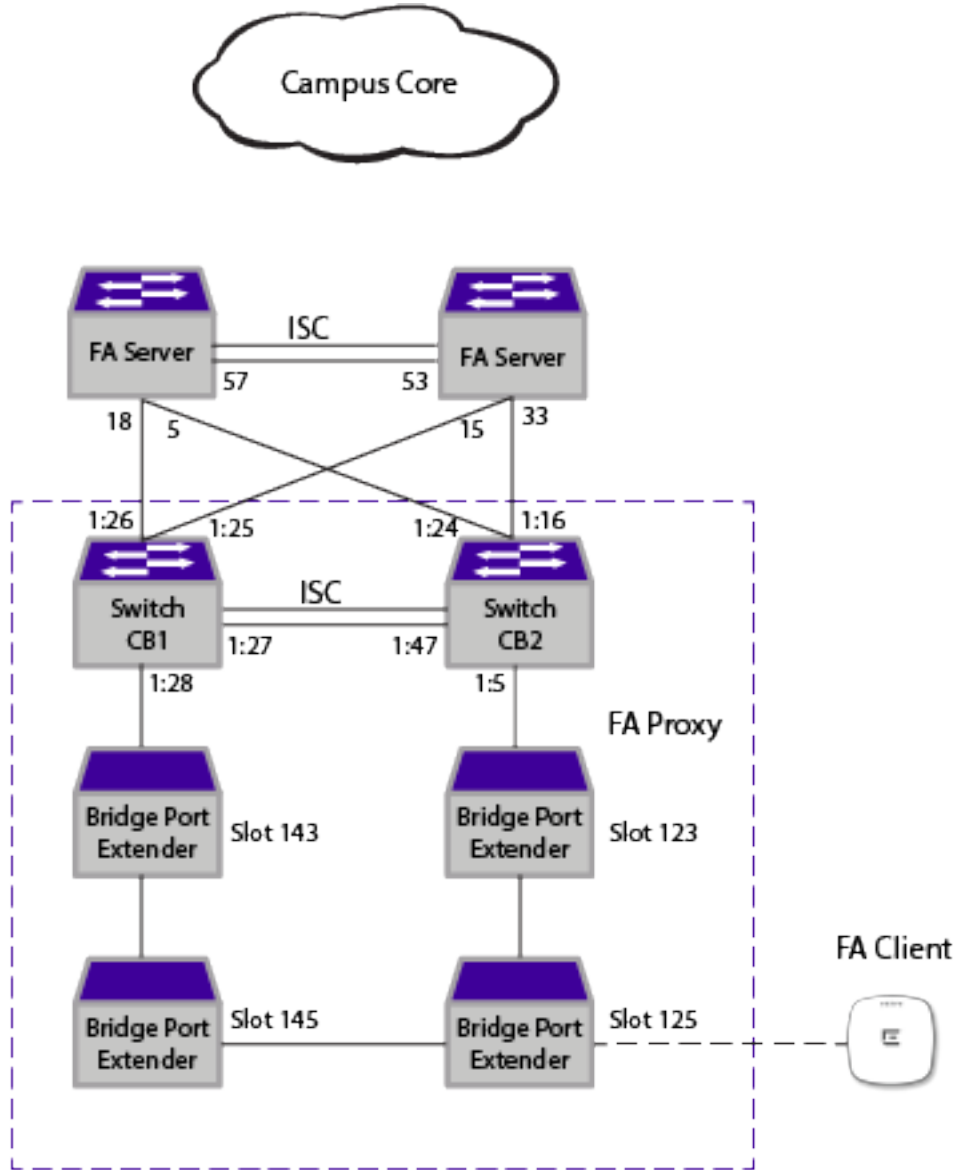 Campus Core
ISC
FA Server
FA Server
57
53
18
5
15
33
1:26
1:25
1:24
1:16
ISC
Switch
CB1
Switch
CB2
1:27
1:47
1:28
1:5
FA Proxy
Bridge Port
Extender
Slot 143
Bridge Port
Extender
Slot 123
FA Client
Bridge Port
Extender
Slot 145
Bridge Port
Extender
Slot 125
E